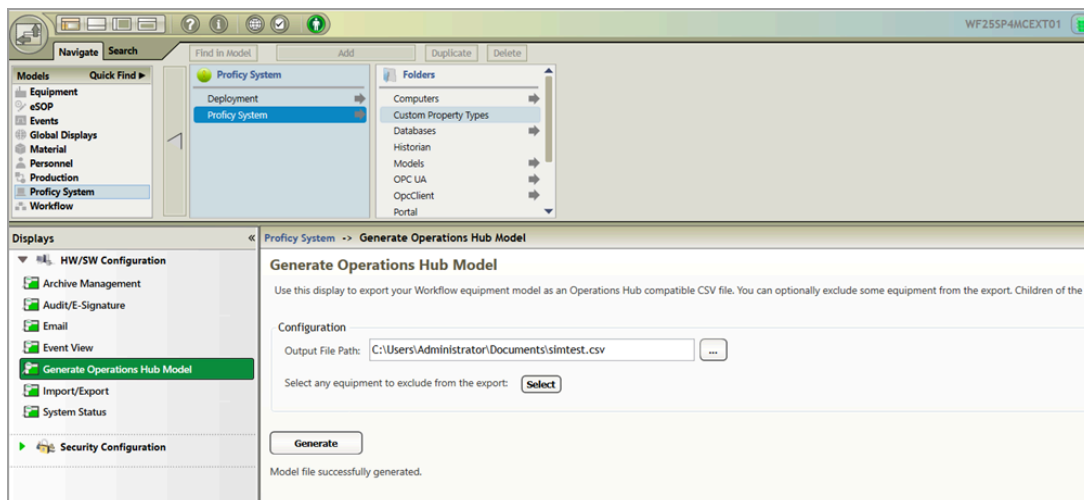 WF25SP4MCEXT01
Navigate Search
Find in Model Add Duplicate Delete
Models Quick Find
Equipment
eSOP
Events
Global Displays
Material
Personnel
Production
Proficy System
Workflow
Proficy System
Deployment
Proficy System
Folders
Computers
Custom Property Types
Databases
Historian
Models
OPC UA
OpcClient
Portal
Displays
HW/SW Configuration
Archive Management
Audit/E-Signature
Email
Event View
Generate Operations Hub Model
Import/Export
System Status
Security Configuration
Proficy System -> Generate Operations Hub Model
Generate Operations Hub Model
Use this display to export your Workflow equipment model as an Operations Hub compatible CSV file. You can optionally exclude some equipment from the export. Children of the
Configuration
Output File Path: C:\Users\Administrator\Documents\simtest.csv ...
Select any equipment to exclude from the export: Select
Generate
Model file successfully generated.